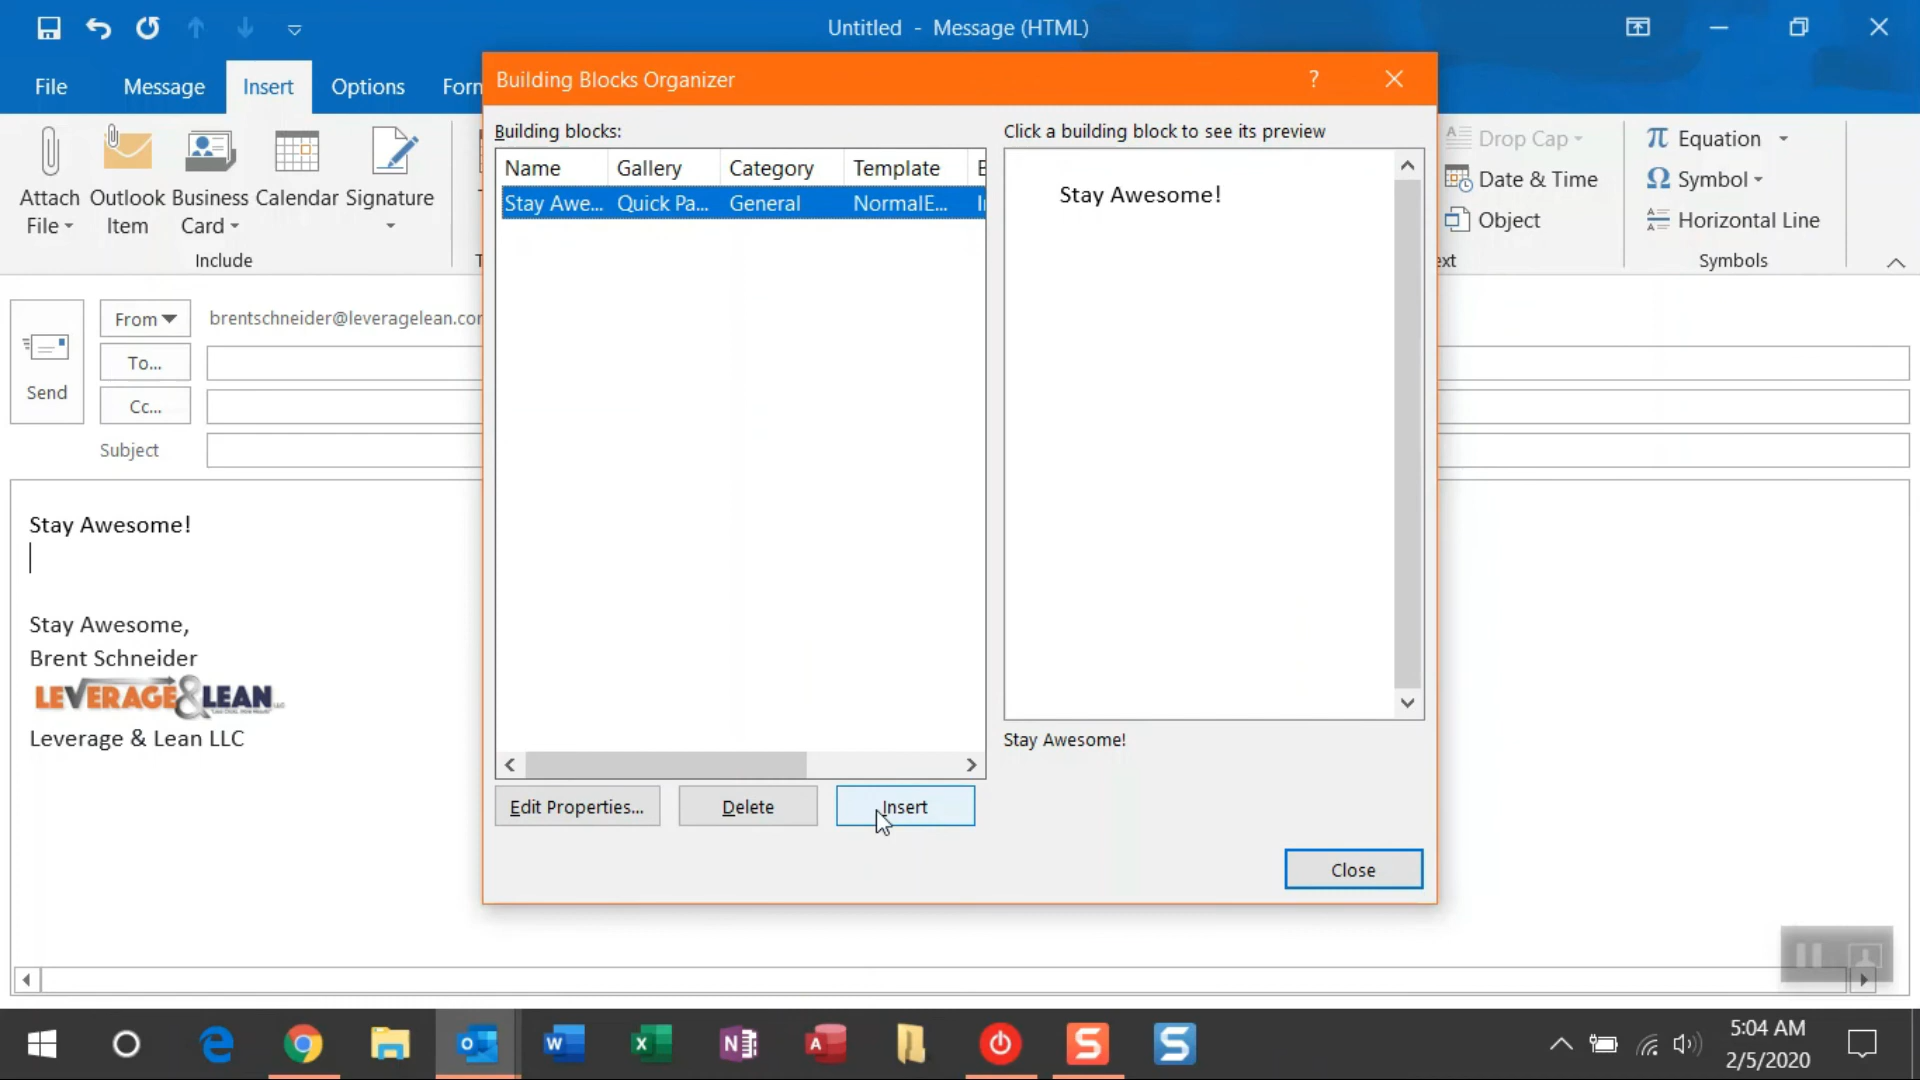 Untitled - Message (HTML)
File Message Insert Options Forn
Building Blocks Organizer
?
Attach File
Outlook Item
Business Card
Calendar
Signature
Include
Building blocks:
Name Gallery Category Template
Stay Awe... Quick Pa... General NormalE...
Click a building block to see its preview
Stay Awesome!
Stay Awesome!
Edit Properties... Delete Insert
Close
Drop Cap
Date & Time
Object
ext
Equation
Symbol
Horizontal Line
Symbols
Send
From brentschneider@leveragelean.cor
To...
Cc...
Subject
Stay Awesome!
Stay Awesome,
Brent Schneider
LEVERAGE&LEAN
Leverage & Lean LLC
5:04 AM
2/5/2020